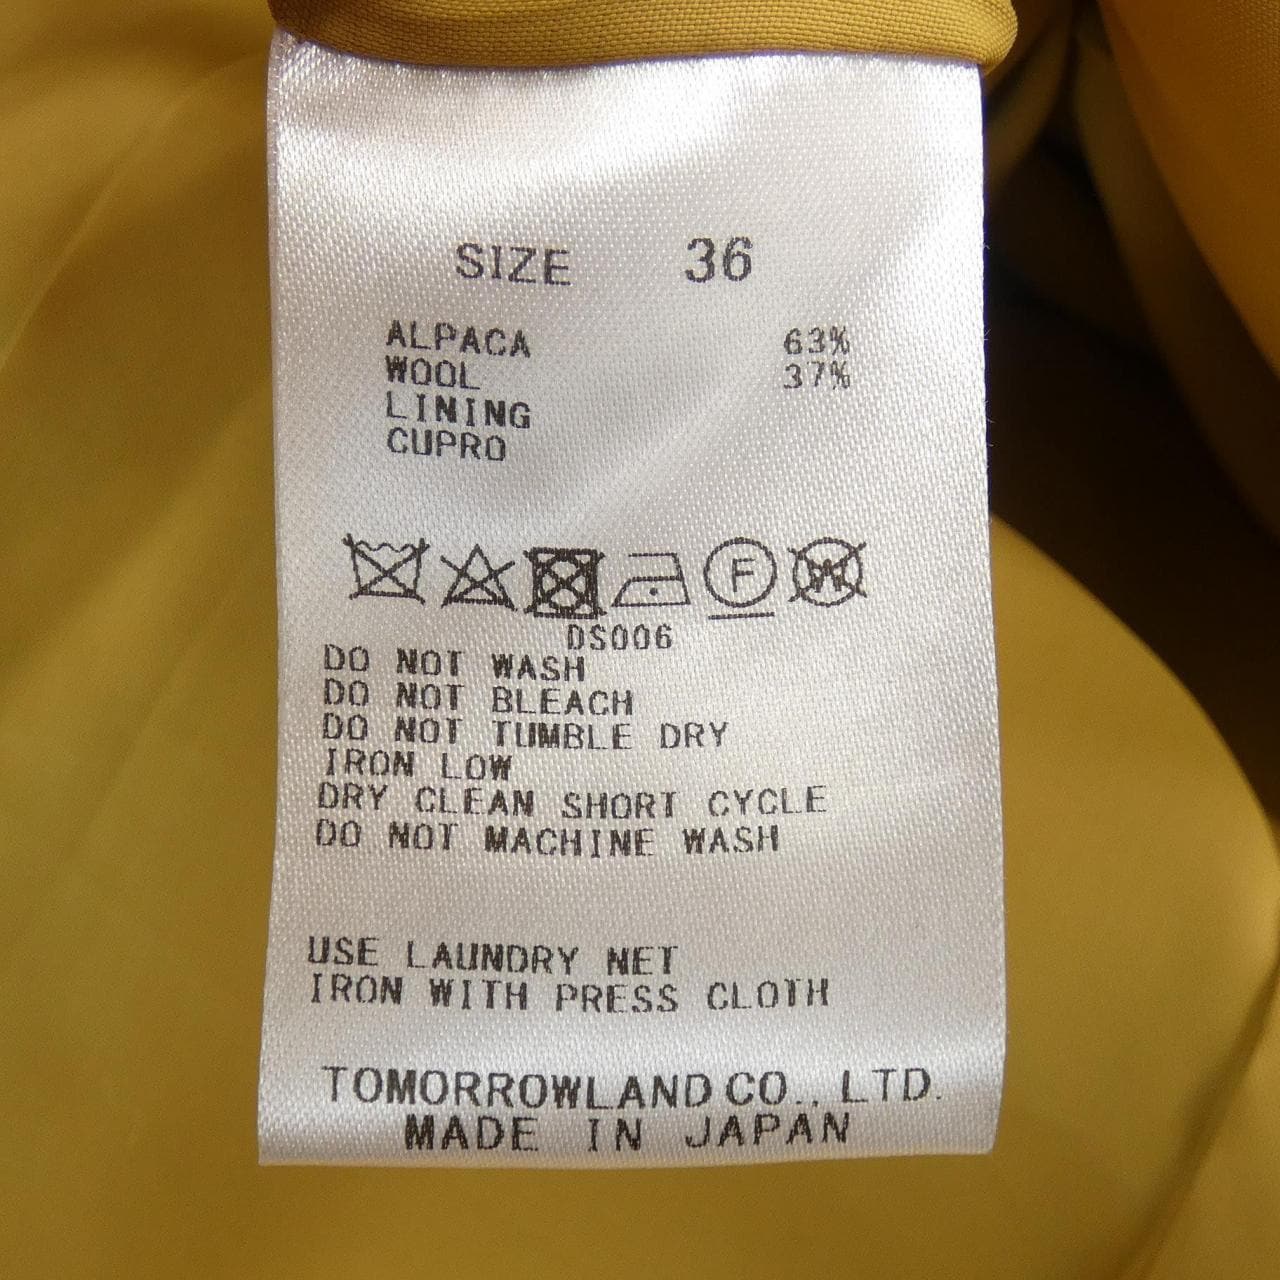 SIZE 36
ALPACA 63%
WOOL 37%
LINING
CUPRO
F W
DS006
DO NOT WASH
DO NOT BLEACH
DO NOT TUMBLE DRY
IRON LOW
DRY CLEAN SHORT CYCLE
DO NOT MACHINE WASH
USE LAUNDRY NET
IRON WITH PRESS CLOTH
TOMORROWLAND CO., LTD.
MADE IN JAPAN